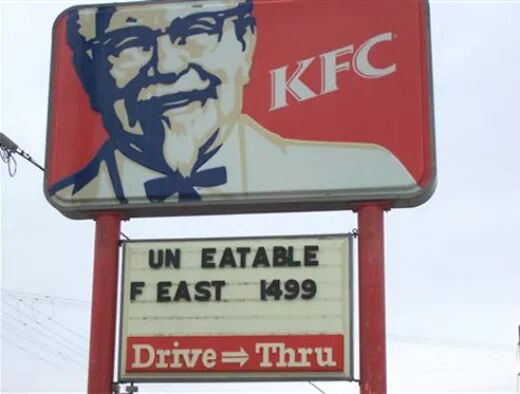 KFC
UN EATABLE
F EAST 1499
Drive⇒Thru